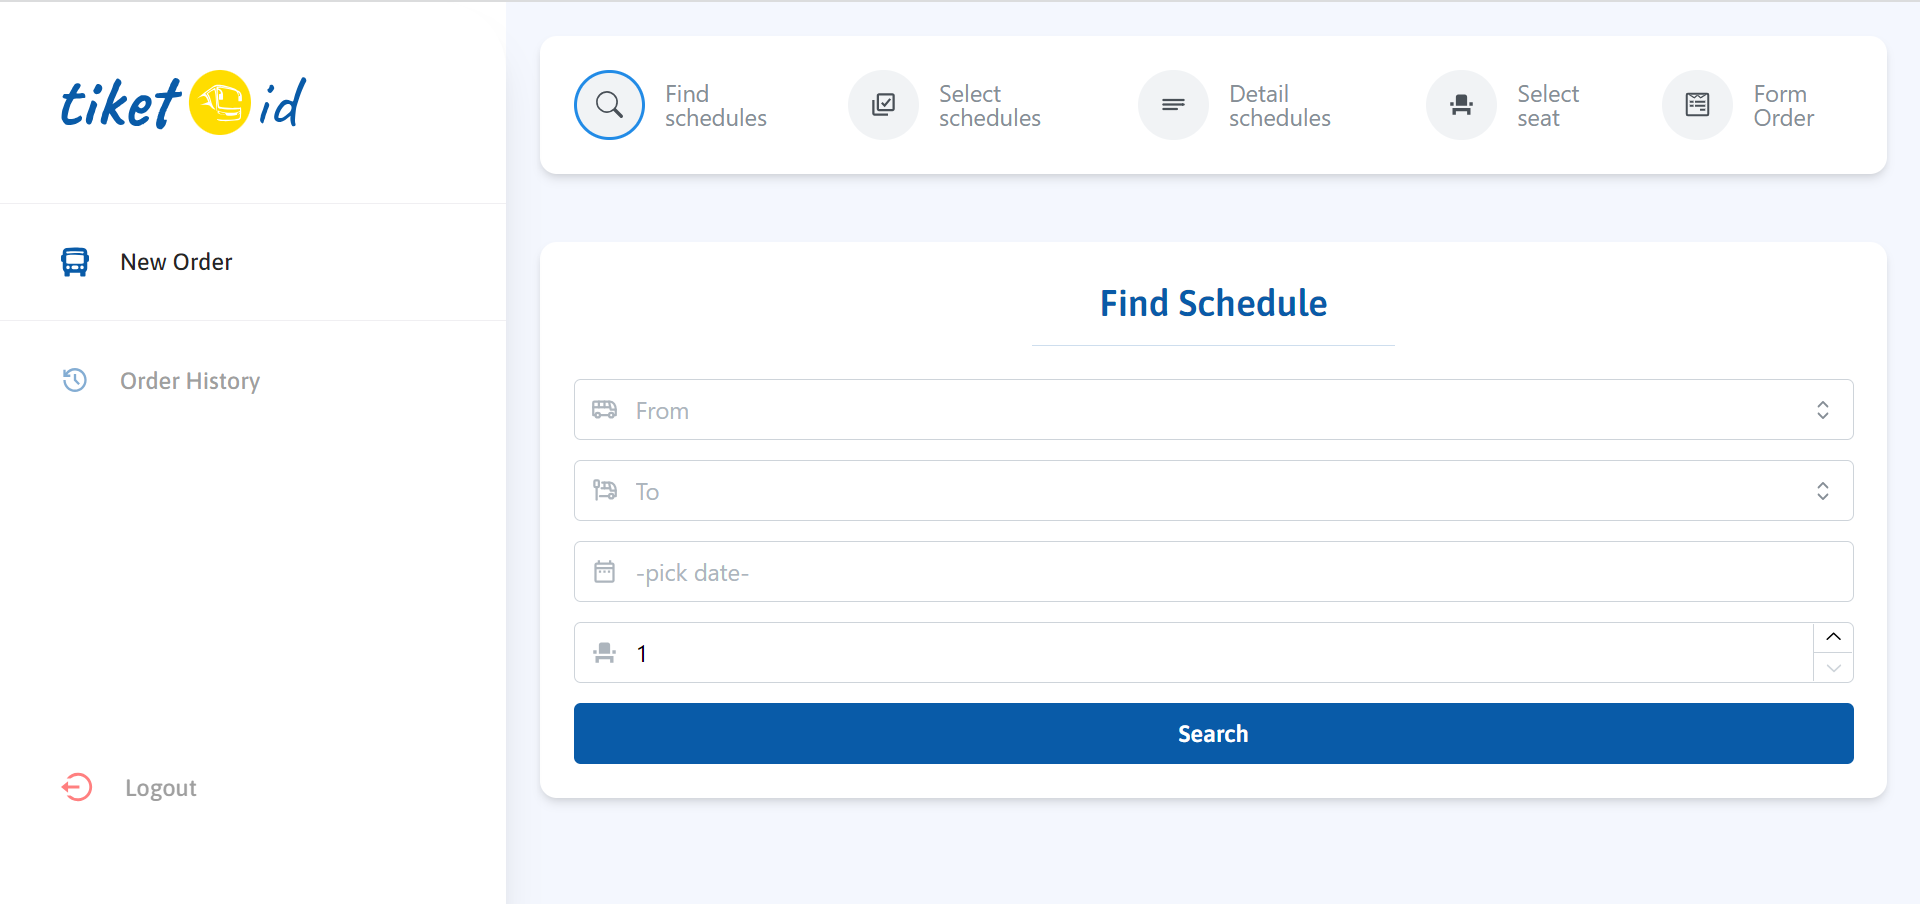 tiket id
New Order
Order History
Logout
Find
schedules
Select
schedules
Detail
schedules
Select
seat
Form
Order
Find Schedule
From
To
-pick date-
1
Search